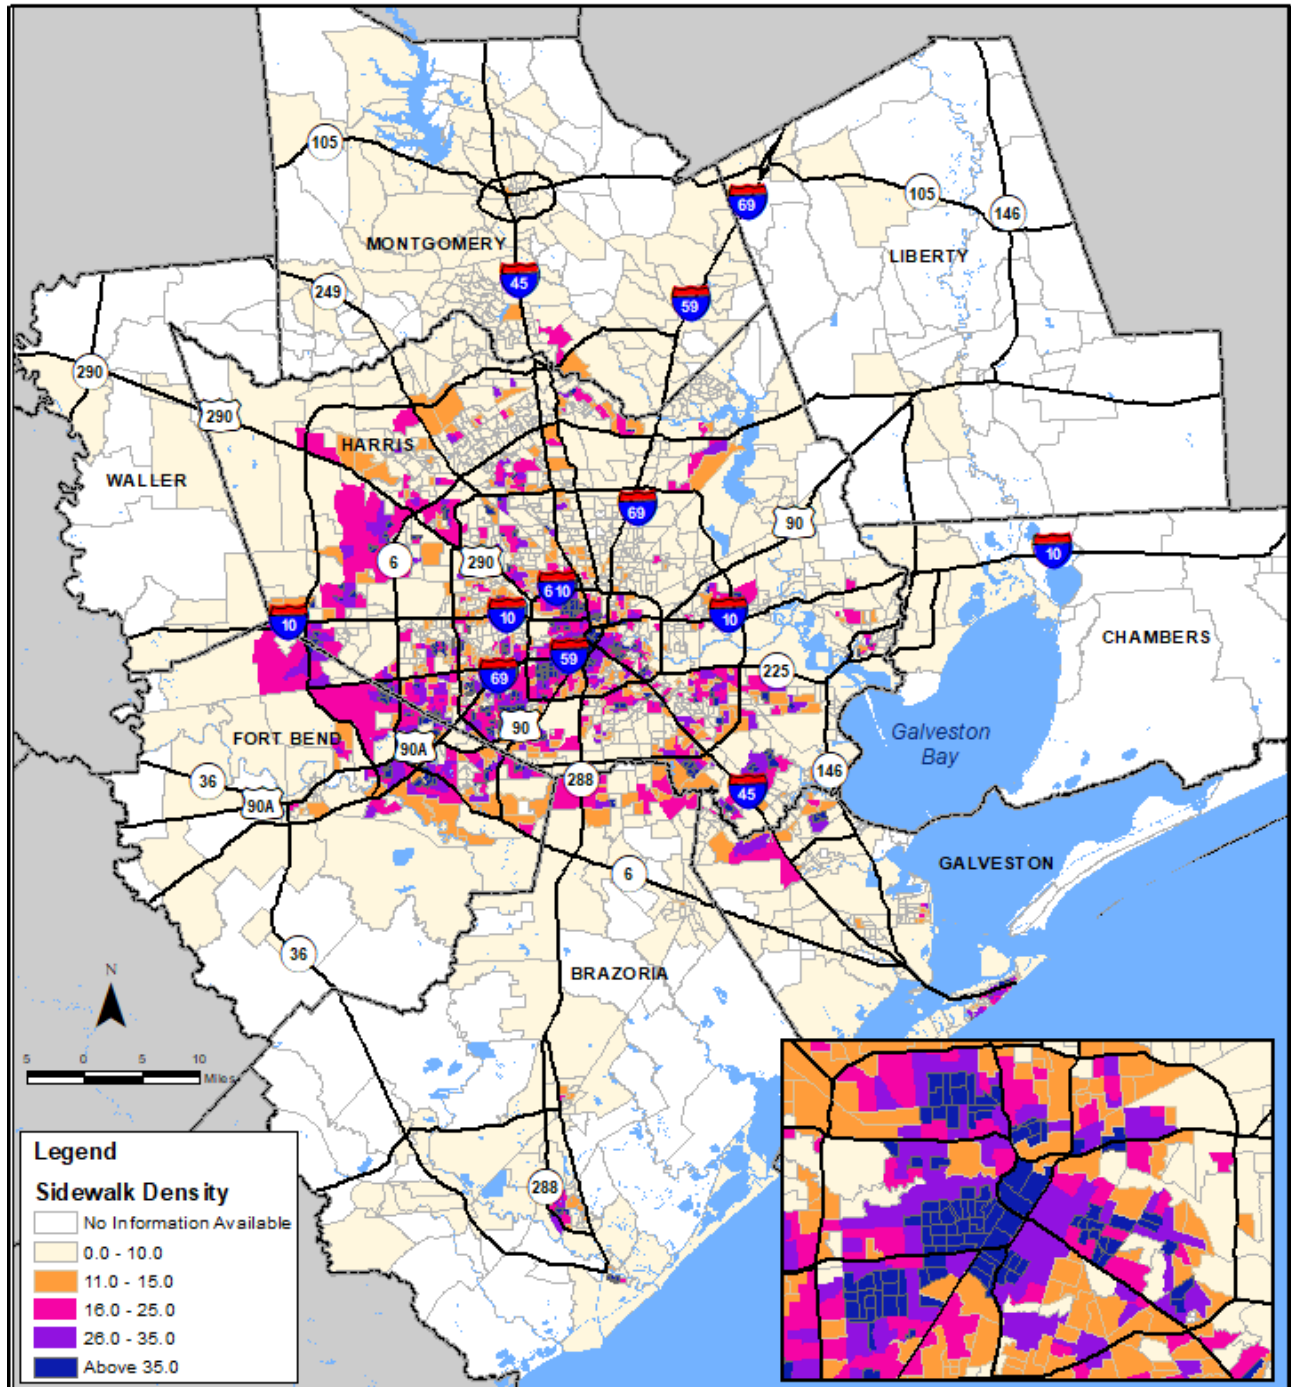 105
69
105
146
MONTGOMERY
LIBERTY
45
249
59
290
290
HARRIS
WALLER
69
90
6
290
10
6 10
10
10
10
CHAMBERS
59
225
69
90
FORT BEND
90A
Galveston
Bay
36
288
146
45
90A
GALVESTON
6
36
BRAZORIA
N
5 0 5 10
Miles
288
Legend
Sidewalk Density
No Information Available
0.0 - 10.0
11.0 - 15.0
16.0 - 25.0
26.0 - 35.0
Above 35.0